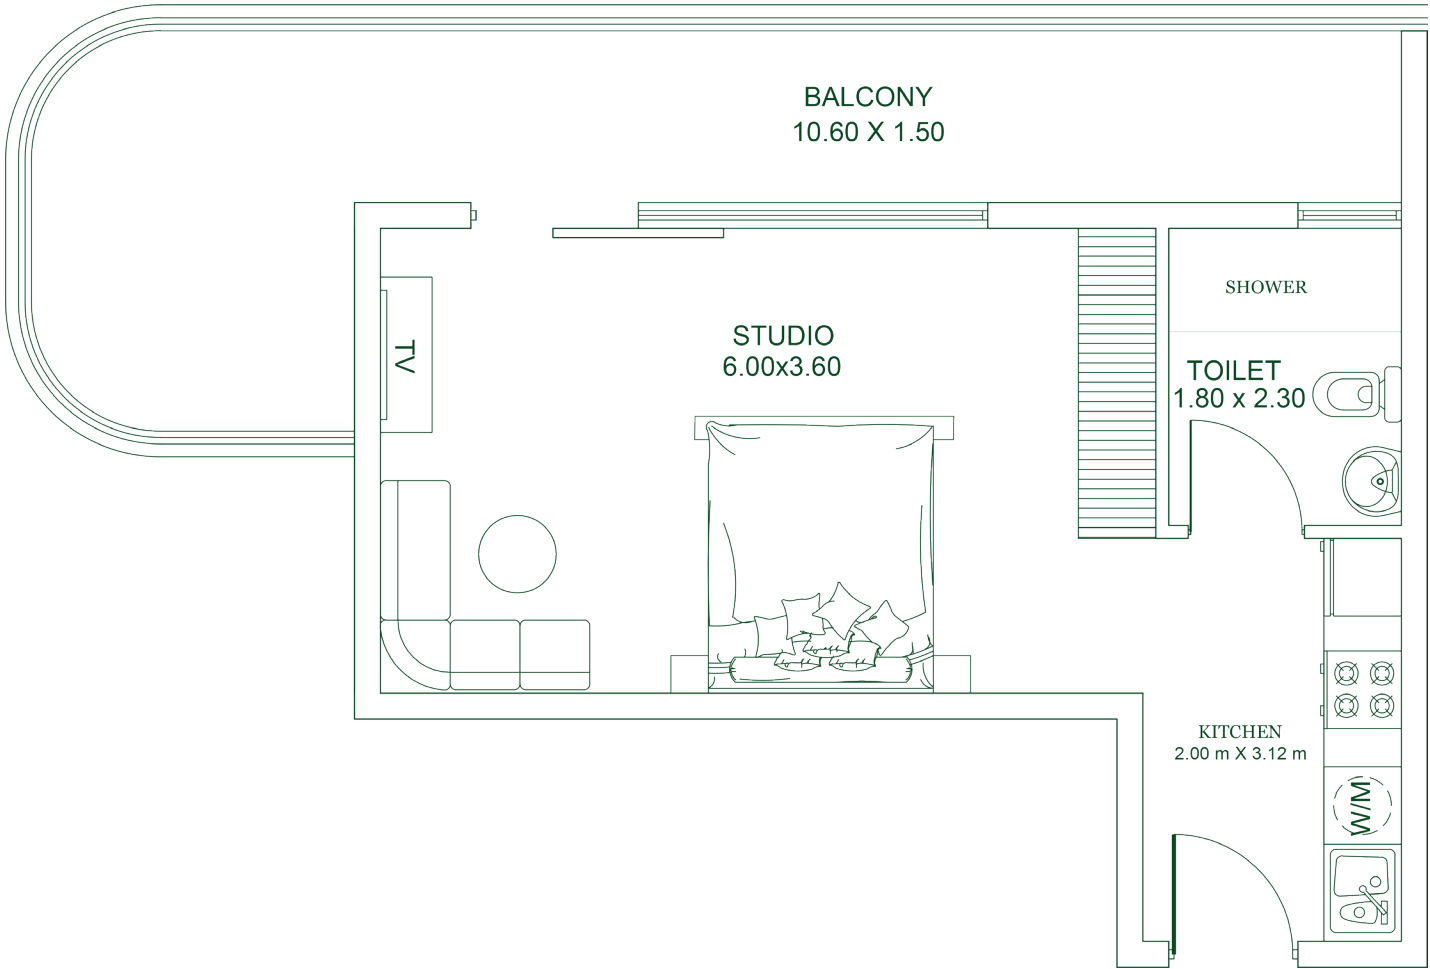 BALCONY
10.60 X 1.50
SHOWER
STUDIO
6.00x3.60
TV
TOILET
1.80 x 2.30
KITCHEN
2.00 m X 3.12 m
W/M